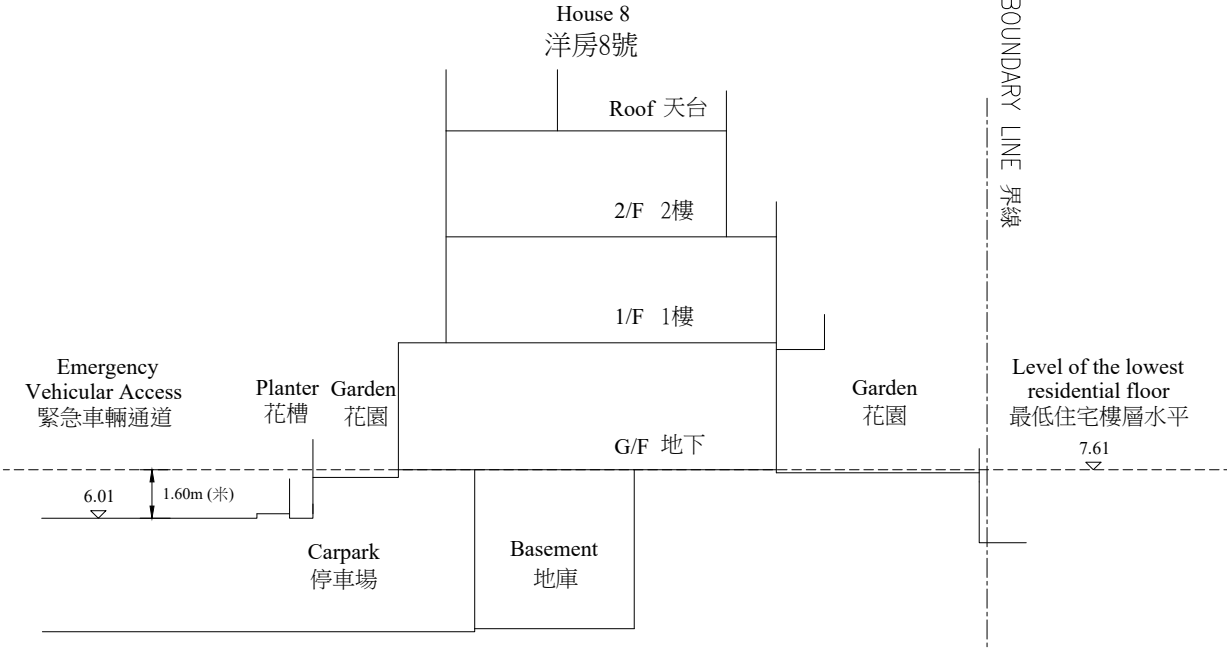 House 8
洋房8號
BOUNDARY LINE 界線
Roof 天台
2/F 2樓
1/F 1樓
Emergency
Vehicular Access
緊急車輛通道
Planter
花槽
Garden
花園
Garden
花園
Level of the lowest
residential floor
最低住宅樓層水平
G/F 地下
7.61
6.01
1.60m (米)
Carpark
停車場
Basement
地庫